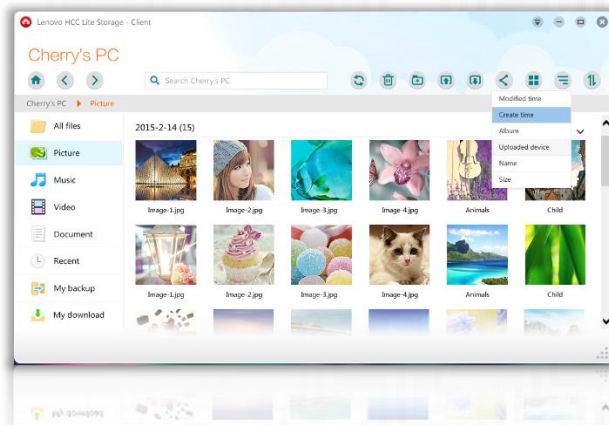 Lenovo HCC Lite Storage - Client
Cherry's PC
Search Cherry's PC
Cherry's PC Picture
Modified time
Create time
Album
Uploaded device
Name
Size
All files
Picture
Music
Video
Document
Recent
My backup
My download
2015-2-14 (15)
Image-1.jpg Image-2.jpg Image-3.jpg Image-4.jpg Animals Child
Image-1.jpg Image-2.jpg Image-3.jpg Image-4.jpg Animals Child